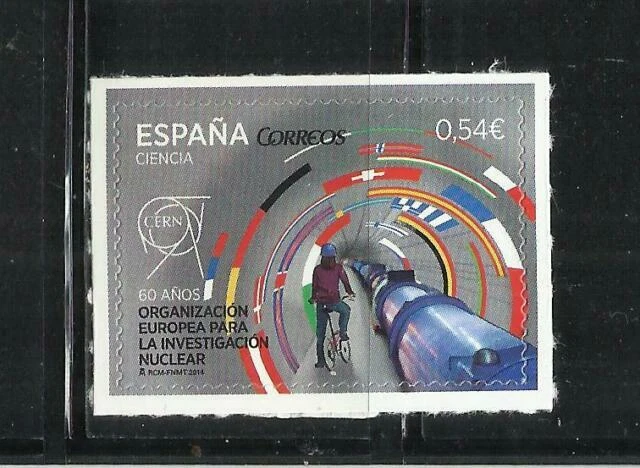 ESPAÑA CORREOS 0,54€
CIENCIA
CERN
60 AÑOS
ORGANIZACIÓN
EUROPEA PARA
LA INVESTIGACIÓN
NUCLEAR
RCM-FNMT 2014